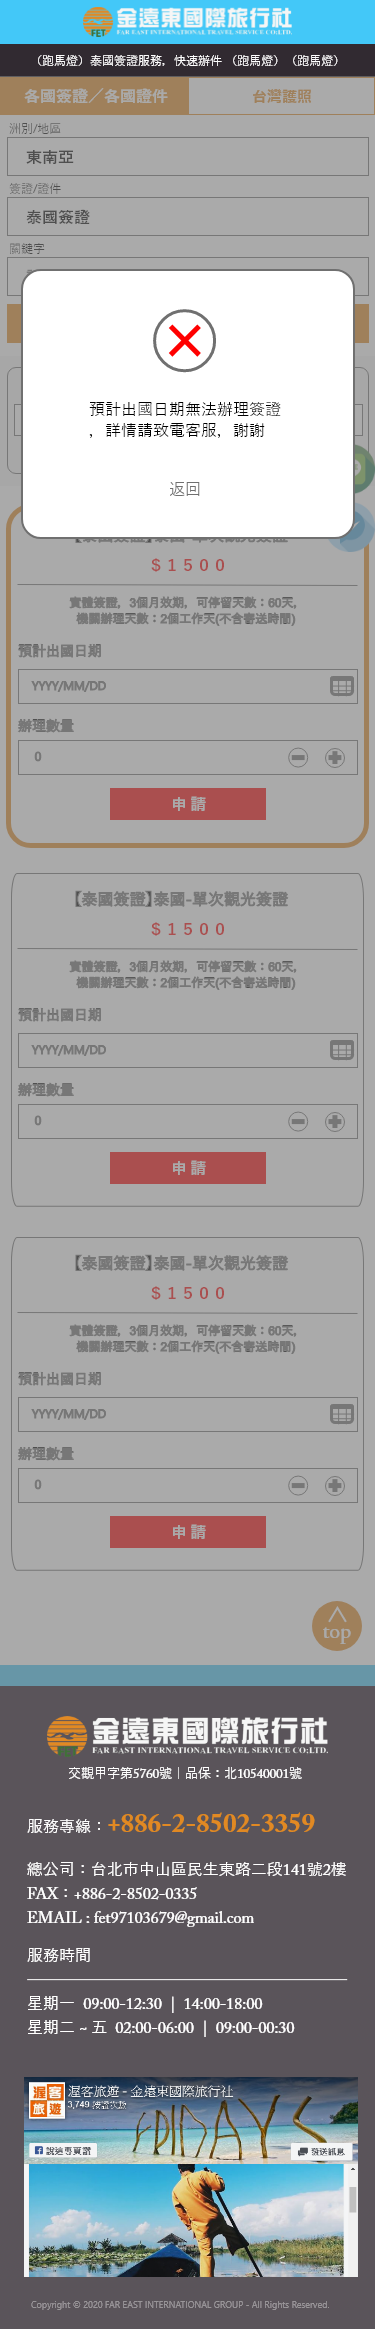 金遠東國際旅行社
FAR EAST INTERNATIONAL TRAVEL SERVICE CO.LTD.
FET
(跑馬燈) 泰國簽證服務，快速辦件 (跑馬燈) (跑馬燈)
各國簽證／各國證件
台灣護照
洲別/地區
東南亞
簽證/證件
泰國簽證
關鍵字
預計出國日期無法辦理簽證
，詳情請致電客服，謝謝
返回
【泰國簽證】泰國-單次觀光簽證
$1500
實體簽證，3個月效期，可停留天數：60天，
機關辦理天數：2個工作天(不含寄送時間)
預計出國日期
YYYY/MM/DD
辦理數量
0
申請
【泰國簽證】泰國-單次觀光簽證
$1500
實體簽證，3個月效期，可停留天數：60天，
機關辦理天數：2個工作天(不含寄送時間)
預計出國日期
YYYY/MM/DD
辦理數量
0
申請
【泰國簽證】泰國-單次觀光簽證
$1500
實體簽證，3個月效期，可停留天數：60天，
機關辦理天數：2個工作天(不含寄送時間)
預計出國日期
YYYY/MM/DD
辦理數量
0
申請
top
金遠東國際旅行社
FAR EAST INTERNATIONAL TRAVEL SERVICE CO.LTD.
FET
交觀甲字第5760號｜品保：北10540001號
服務專線：+886-2-8502-3359
總公司：台北市中山區民生東路二段141號2樓
FAX：+886-2-8502-0335
EMAIL : fet97103679@gmail.com
服務時間
星期一 09:00-12:30 | 14:00-18:00
星期二 ~ 五 02:00-06:00 | 09:00-00:30
渥客旅遊
渥客旅遊 - 金遠東國際旅行社
3,749 按讚次數
FRIDAYS
說這專頁讚
發送訊息
Copyright © 2020 FAR EAST INTERNATIONAL GROUP - All Rights Reserved.